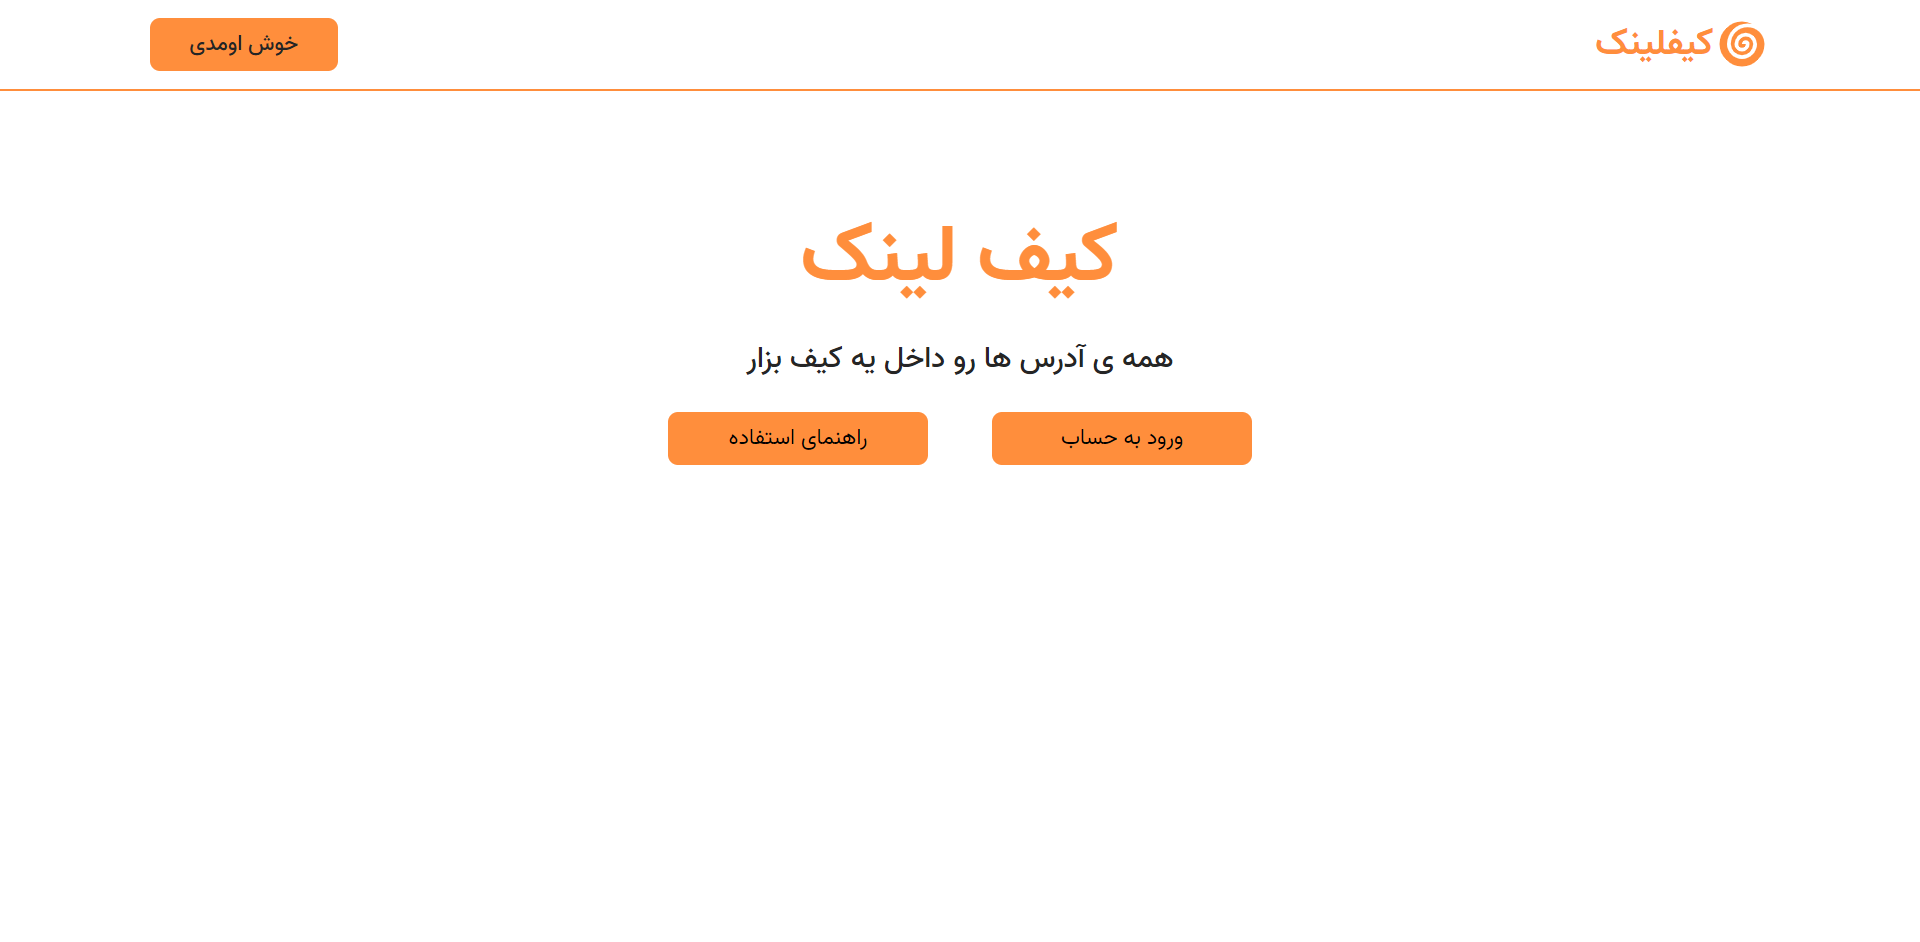 کیفلینک
خوش اومدی
کیف لینک
همه ی آدرس ها رو داخل یه کیف بزار
ورود به حساب
راهنمای استفاده